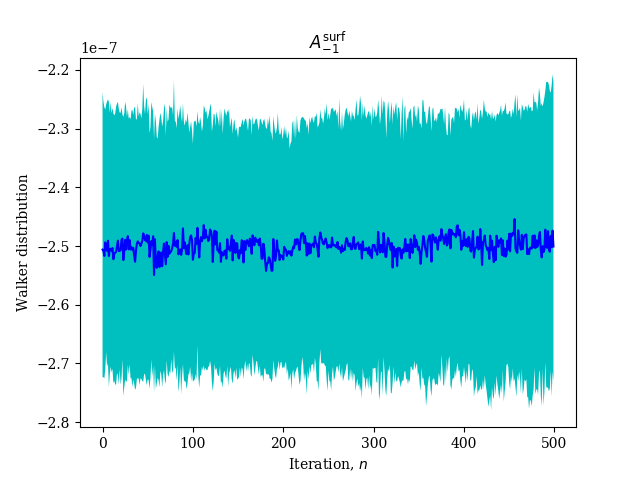 A_{-1}^{surf}
1e−7
−2.2
−2.3
−2.4
−2.5
−2.6
−2.7
−2.8
Walker distribution
0 100 200 300 400 500
Iteration, n